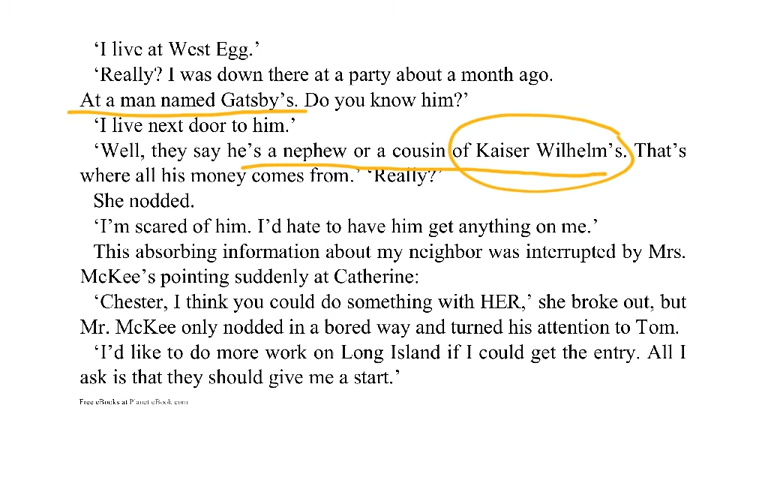 ‘I live at West Egg.’
‘Really? I was down there at a party about a month ago.
At a man named Gatsby’s. Do you know him?’
‘I live next door to him.’
‘Well, they say he’s a nephew or a cousin of Kaiser Wilhelm’s. That’s
where all his money comes from.’ ‘Really?’
She nodded.
‘I’m scared of him. I’d hate to have him get anything on me.’
This absorbing information about my neighbor was interrupted by Mrs.
McKee’s pointing suddenly at Catherine:
‘Chester, I think you could do something with HER,’ she broke out, but
Mr. McKee only nodded in a bored way and turned his attention to Tom.
‘I’d like to do more work on Long Island if I could get the entry. All I
ask is that they should give me a start.’
Free eBooks at Planet eBook.com